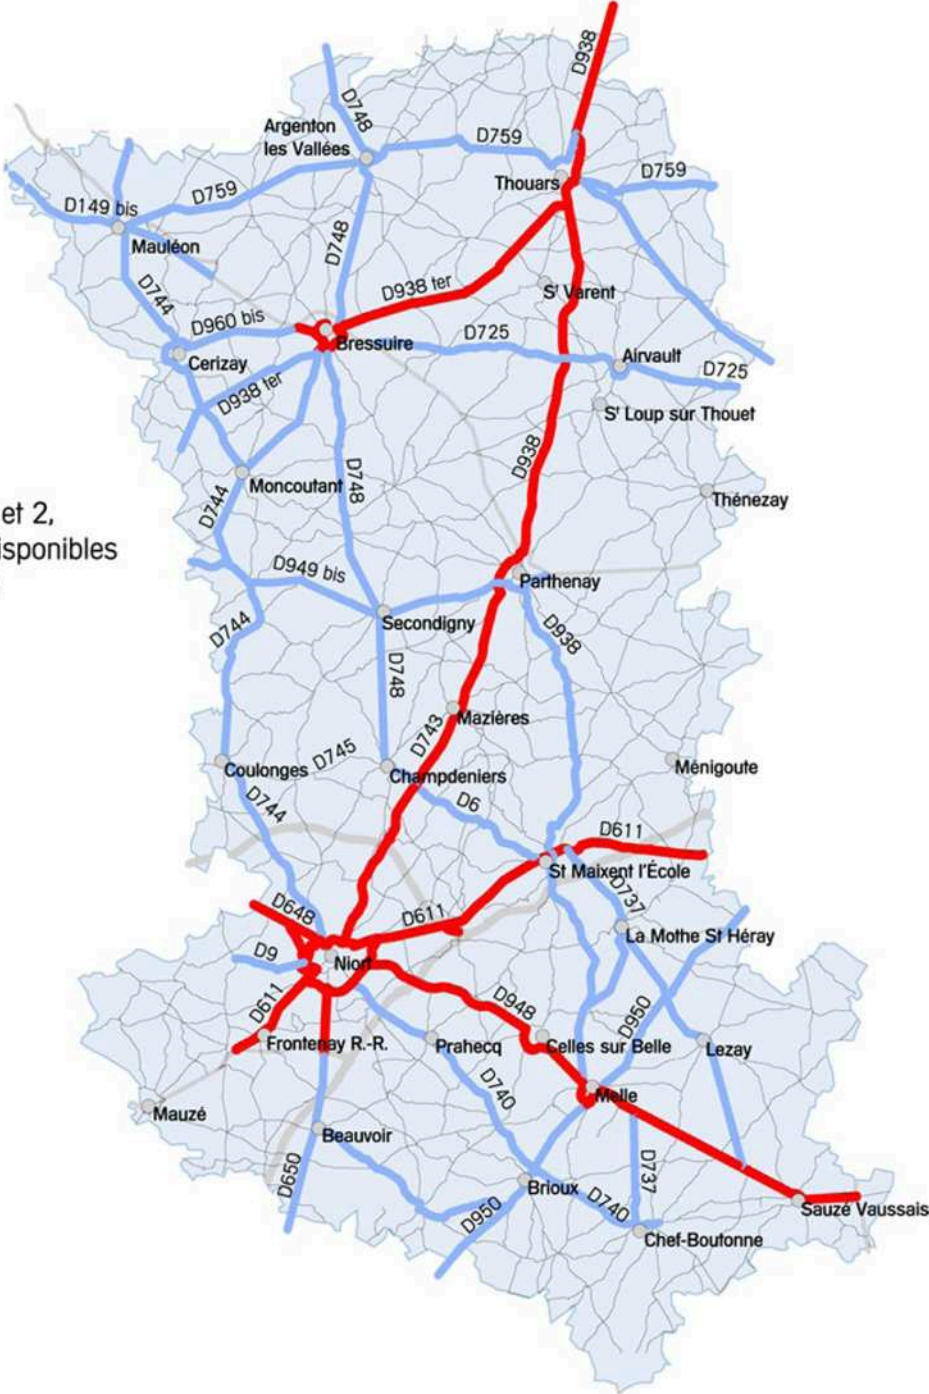 D938
D748
Argenton
les Vallées
D759
Thouars
D759
D149 bis
D759
Mauléon
D748
D744
D938 ter
St Varent
D960 bis
Bressuire
D725
Cerizay
Airvault
D725
D938 ter
St Loup sur Thouet
D938
Moncoutant
D748
D744
Thénezay
et 2,
isponibles
D949 bis
Parthenay
Secondigny
D744
D938
D748
Mazières
D743
D745
Coulonges
Champdeniers
Ménigoute
D744
D6
D611
St Maixent l'École
D737
D648
D611
La Mothe St Héray
D9
Niort
D611
D948
D950
Frontenay R.-R.
Prahecq
Celles sur Belle
Lezay
D740
Melle
Mauzé
Beauvoir
D650
D737
Brioux
D740
D950
Sauzé Vaussais
Chef-Boutonne